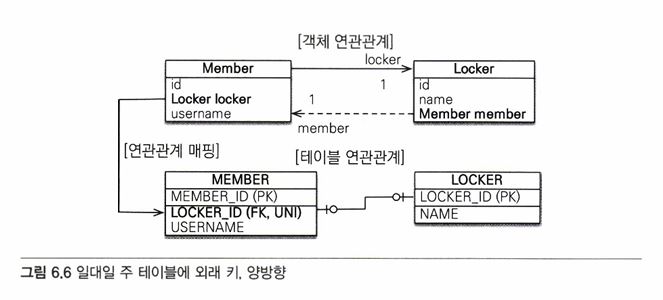 [객체 연관관계]
locker
Member
Locker
id
Locker locker
username
1
1
id
name
Member member
member
[연관관계 매핑]
[테이블 연관관계]
MEMBER
MEMBER_ID (PK)
LOCKER_ID (FK, UNI)
USERNAME
LOCKER
LOCKER_ID (PK)
NAME
그림 6.6 일대일 주 테이블에 외래 키, 양방향